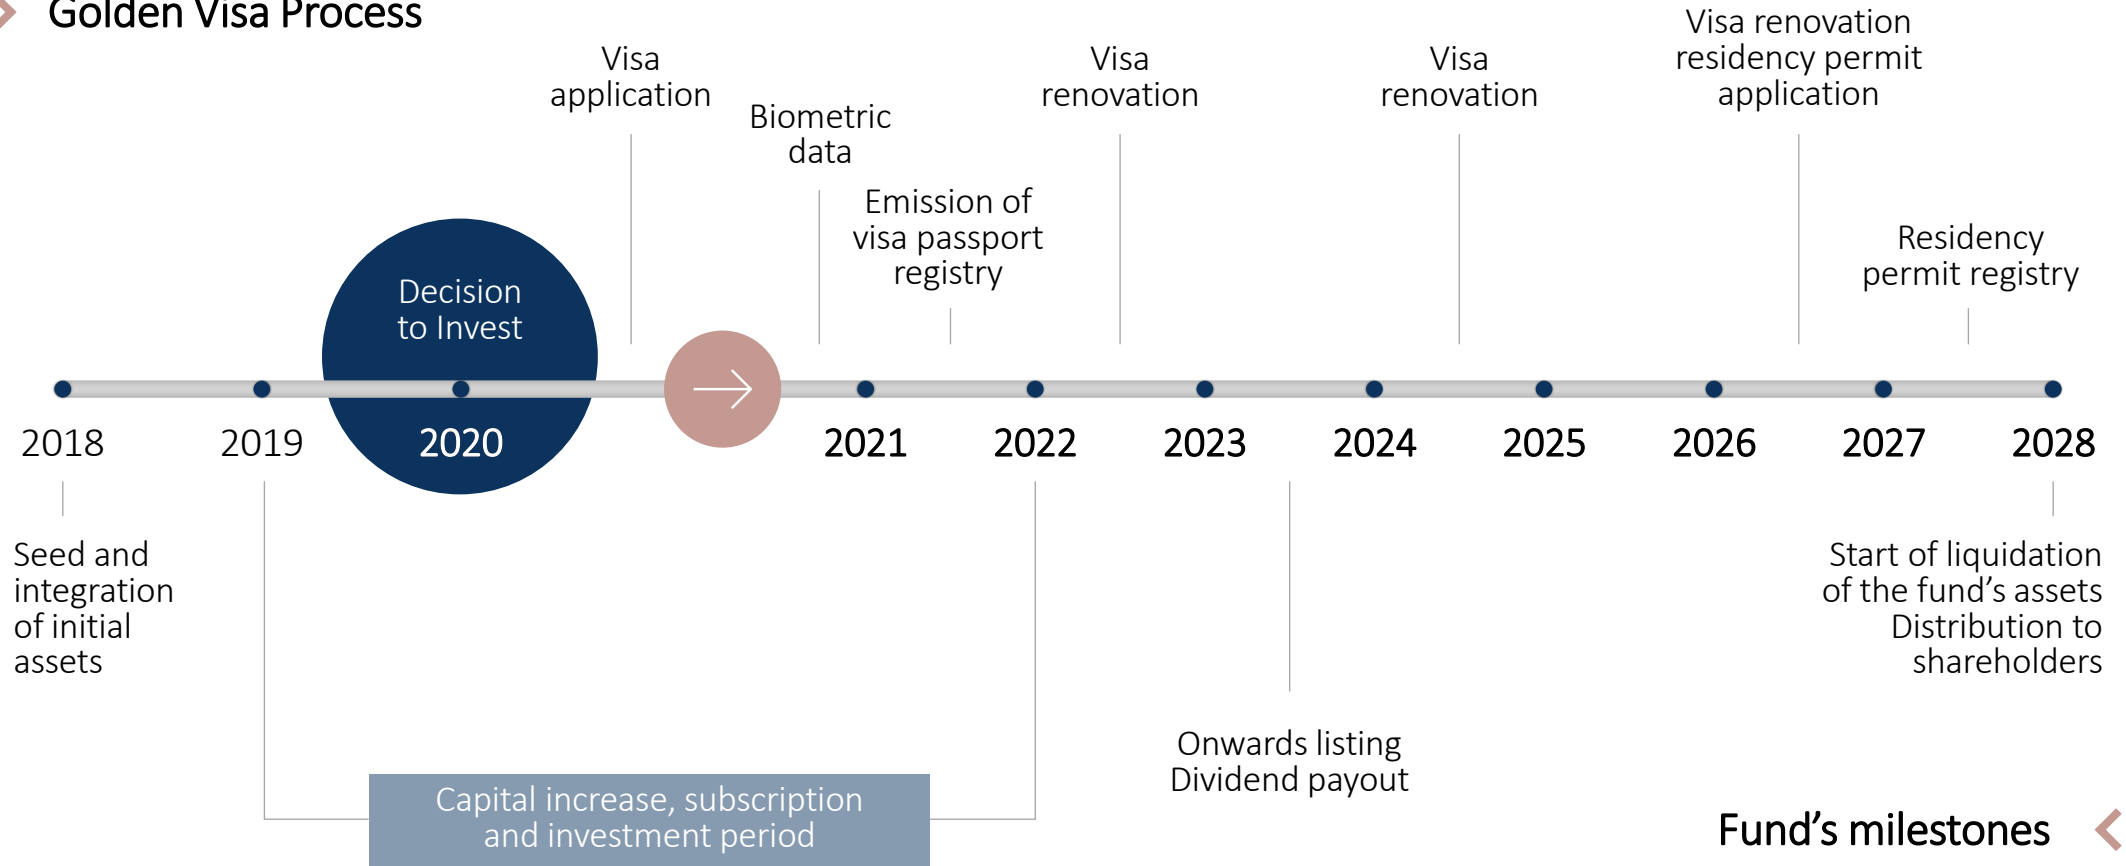 Golden Visa Process
Visa
application
Biometric
data
Emission of
visa passport
registry
Visa
renovation
Visa
renovation
Visa renovation
residency permit
application
Residency
permit registry
Decision
to Invest
2018
2019
2020
2021
2022
2023
2024
2025
2026
2027
2028
Seed and
integration
of initial
assets
Capital increase, subscription
and investment period
Onwards listing
Dividend payout
Start of liquidation
of the fund's assets
Distribution to
shareholders
Fund's milestones